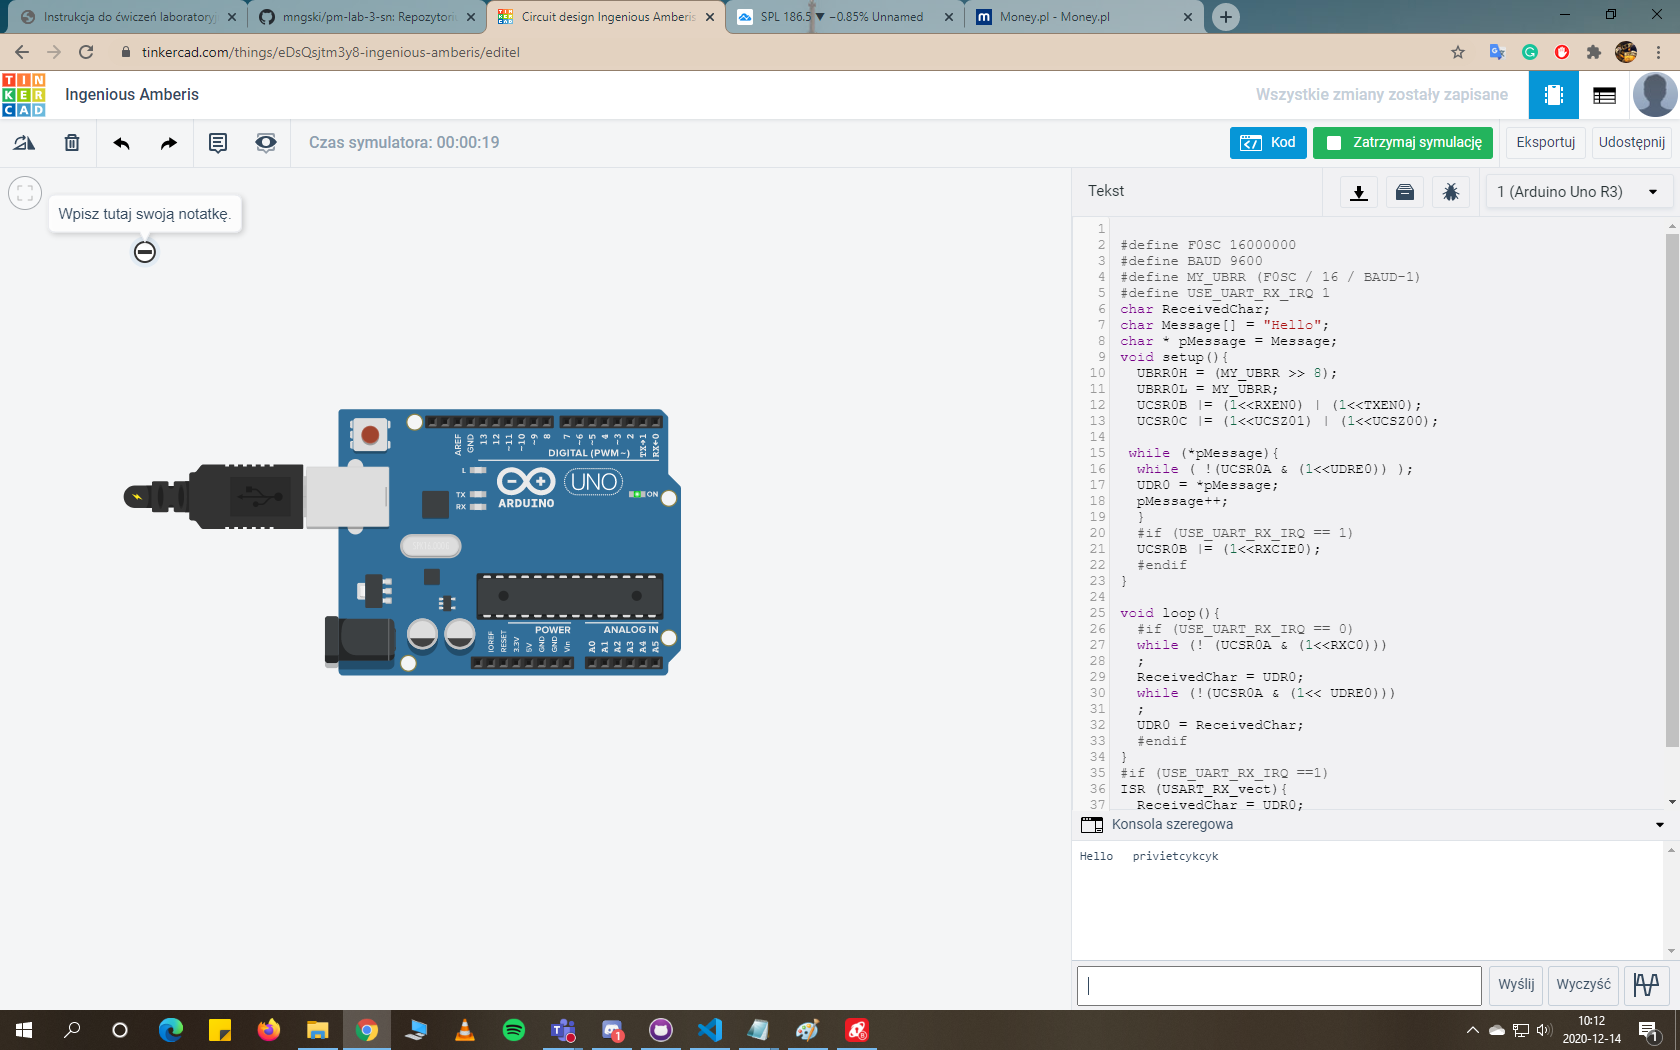 Instrukcja do ćwiczeń laboratoryj
mngski/pm-lab-3-sn: Repozytori
Circuit design Ingenious Amberis
SPL 186.5 ▼ −0.85% Unnamed
Money.pl - Money.pl
tinkercad.com/things/eDsQsjtm3y8-ingenious-amberis/editel
TIN
KER
CAD
Ingenious Amberis
Wszystkie zmiany zostały zapisane
Czas symulatora: 00:00:19
Kod
Zatrzymaj symulację
Eksportuj
Udostępnij
Wpisz tutaj swoją notatkę.
Tekst
1 (Arduino Uno R3)
1
2 #define F0SC 16000000
3 #define BAUD 9600
4 #define MY_UBRR (F0SC / 16 / BAUD-1)
5 #define USE_UART_RX_IRQ 1
6 char ReceivedChar;
7 char Message[] = "Hello";
8 char * pMessage = Message;
9 void setup(){
10 UBRR0H = (MY_UBRR >> 8);
11 UBRR0L = MY_UBRR;
12 UCSR0B |= (1<<RXEN0) | (1<<TXEN0);
13 UCSR0C |= (1<<UCSZ01) | (1<<UCSZ00);
14
15 while (*pMessage){
16 while ( !(UCSR0A & (1<<UDRE0)) );
17 UDR0 = *pMessage;
18 pMessage++;
19 }
20 #if (USE_UART_RX_IRQ == 1)
21 UCSR0B |= (1<<RXCIE0);
22 #endif
23 }
24
25 void loop(){
26 #if (USE_UART_RX_IRQ == 0)
27 while (! (UCSR0A & (1<<RXC0)))
28 ;
29 ReceivedChar = UDR0;
30 while (!(UCSR0A & (1<< UDRE0)))
31 ;
32 UDR0 = ReceivedChar;
33 #endif
34 }
35 #if (USE_UART_RX_IRQ ==1)
36 ISR (USART_RX_vect){
37 ReceivedChar = UDR0;
AREF GND 13 12 ~11 ~10 ~9 8 7 ~6 ~5 4 ~3 2 TX→1 RX←0
DIGITAL (PWM~)
L
TX
RX
UNO
ARDUINO
ON
POWER
ANALOG IN
IOREF RESET 3.3V 5V GND GND Vin A0 A1 A2 A3 A4 A5
Konsola szeregowa
Hello privietcykcyk
Wyślij
Wyczyść
1
10:12
2020-12-14
1